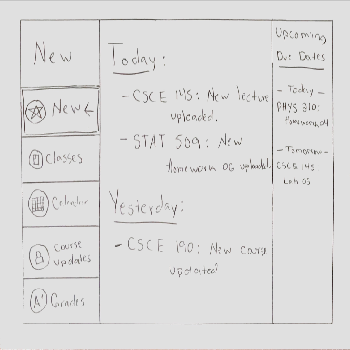 New
New ←
Classes
Calendar
Course
Updates
A+ Grades
Today:
- CSCE 145: New lecture
uploaded.
- STAT 509: New
Homework 06 uploaded.
Yesterday:
- CSCE 190: New course
updated
Upcoming
Due Dates
- Today -
PHYS 210:
Homework 04
- Tomorrow -
CSCE 145
Lab 05